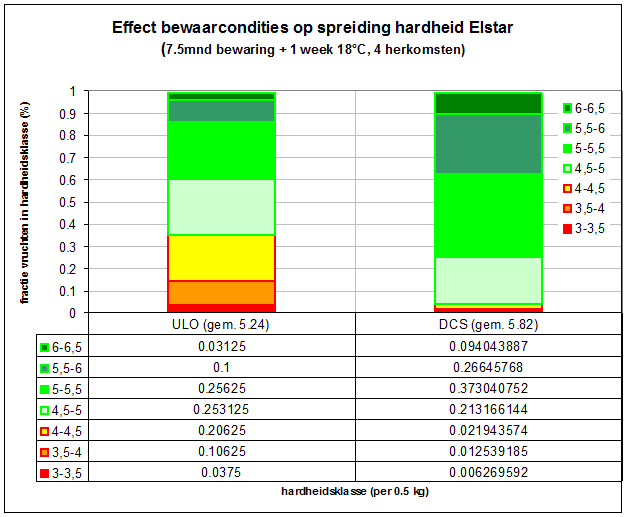 Effect bewaarcondities op spreiding hardheid Elstar
(7.5mnd bewaring + 1 week 18°C, 4 herkomsten)
fractie vruchten in hardheidsklasse (%)
1
0.9
0.8
0.7
0.6
0.5
0.4
0.3
0.2
0.1
0
6-6,5
5,5-6
5-5,5
4,5-5
4-4,5
3,5-4
3-3,5
ULO (gem. 5.24) DCS (gem. 5.82)
6-6,5 0.03125 0.094043887
5,5-6 0.1 0.26645768
5-5,5 0.25625 0.373040752
4,5-5 0.253125 0.213166144
4-4,5 0.20625 0.021943574
3,5-4 0.10625 0.012539185
3-3,5 0.0375 0.006269592
hardheidsklasse (per 0.5 kg)